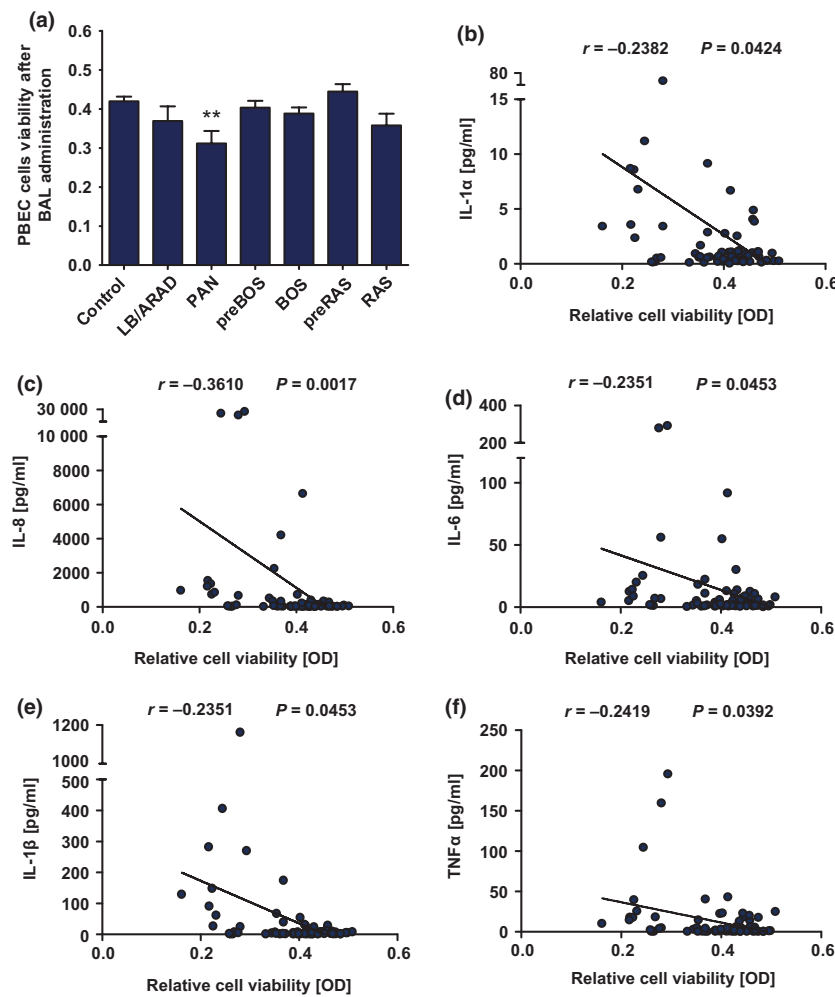 (a)
PBEC cells viability after
BAL administration
0.6
0.5
0.4
0.3
0.2
0.1
0.0
**
Control
LB/ARAD
PAN
preBOS
BOS
preRAS
RAS
(b)
r = –0.2382 P = 0.0424
IL-1α [pg/ml]
80
15
10
5
0
0.0 0.2 0.4 0.6
Relative cell viability [OD]
(c)
r = –0.3610 P = 0.0017
IL-8 [pg/ml]
30 000
10 000
8000
6000
4000
2000
0
0.0 0.2 0.4 0.6
Relative cell viability [OD]
(d)
r = –0.2351 P = 0.0453
IL-6 [pg/ml]
400
200
100
50
0
0.0 0.2 0.4 0.6
Relative cell viability [OD]
(e)
r = –0.2351 P = 0.0453
IL-1β [pg/ml]
1200
1000
500
400
300
200
100
0
0.0 0.2 0.4 0.6
Relative cell viability [OD]
(f)
r = –0.2419 P = 0.0392
TNFα [pg/ml]
250
200
150
100
50
0
0.0 0.2 0.4 0.6
Relative cell viability [OD]